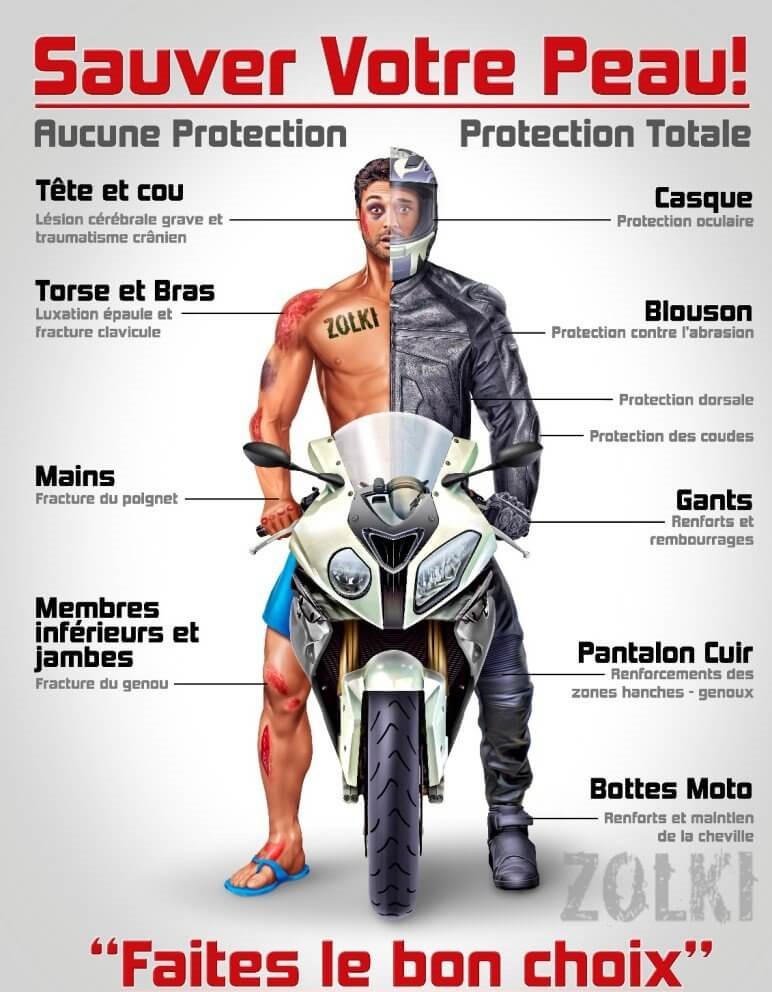 Sauver Votre Peau!
Aucune Protection
Protection Totale
Tête et cou
Lésion cérébrale grave et
traumatisme crânien
Torse et Bras
Luxation épaule et
fracture clavicule
Mains
Fracture du poignet
Membres
inférieurs et
jambes
Fracture du genou
Casque
Protection oculaire
Blouson
Protection contre l'abrasion
Protection dorsale
Protection des coudes
Gants
Renforts et
rembourrages
Pantalon Cuir
Renforcements des
zones hanches - genoux
Bottes Moto
Renforts et maintien
de la cheville
ZOLKI
ZOLKI
“Faites le bon choix”